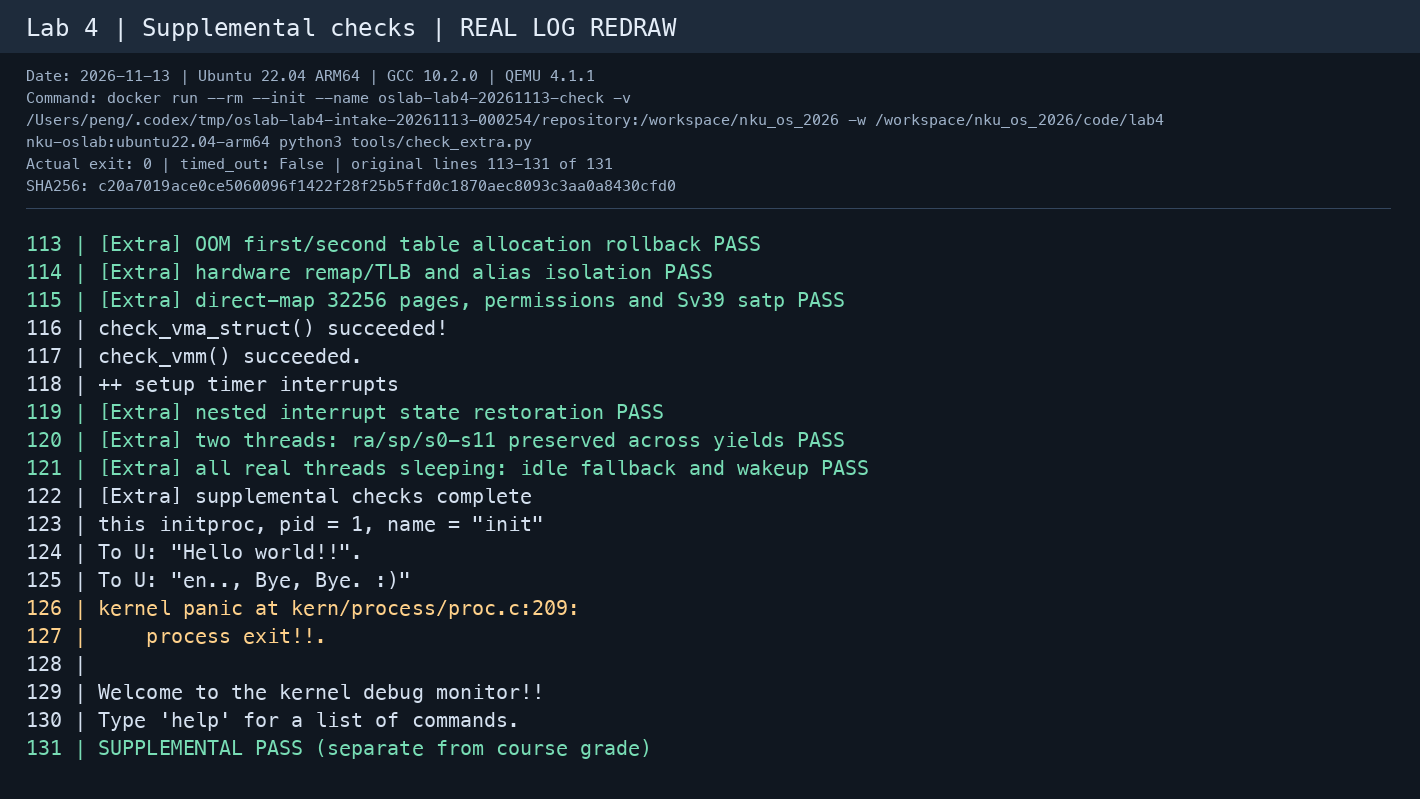 Lab 4 | Supplemental checks | REAL LOG REDRAW
Date: 2026-11-13 | Ubuntu 22.04 ARM64 | GCC 10.2.0 | QEMU 4.1.1
Command: docker run --rm --init --name oslab-lab4-20261113-check -v
/Users/peng/.codex/tmp/oslab-lab4-intake-20261113-000254/repository:/workspace/nku_os_2026 -w /workspace/nku_os_2026/code/lab4
nku-oslab:ubuntu22.04-arm64 python3 tools/check_extra.py
Actual exit: 0 | timed_out: False | original lines 113-131 of 131
SHA256: c20a7019ace0ce5060096f1422f28f25b5ffd0c1870aec8093c3aa0a8430cfd0
113 | [Extra] OOM first/second table allocation rollback PASS
114 | [Extra] hardware remap/TLB and alias isolation PASS
115 | [Extra] direct-map 32256 pages, permissions and Sv39 satp PASS
116 | check_vma_struct() succeeded!
117 | check_vmm() succeeded.
118 | ++ setup timer interrupts
119 | [Extra] nested interrupt state restoration PASS
120 | [Extra] two threads: ra/sp/s0-s11 preserved across yields PASS
121 | [Extra] all real threads sleeping: idle fallback and wakeup PASS
122 | [Extra] supplemental checks complete
123 | this initproc, pid = 1, name = "init"
124 | To U: "Hello world!!".
125 | To U: "en.., Bye, Bye. :)"
126 | kernel panic at kern/process/proc.c:209:
127 |     process exit!!.
128 |
129 | Welcome to the kernel debug monitor!!
130 | Type 'help' for a list of commands.
131 | SUPPLEMENTAL PASS (separate from course grade)